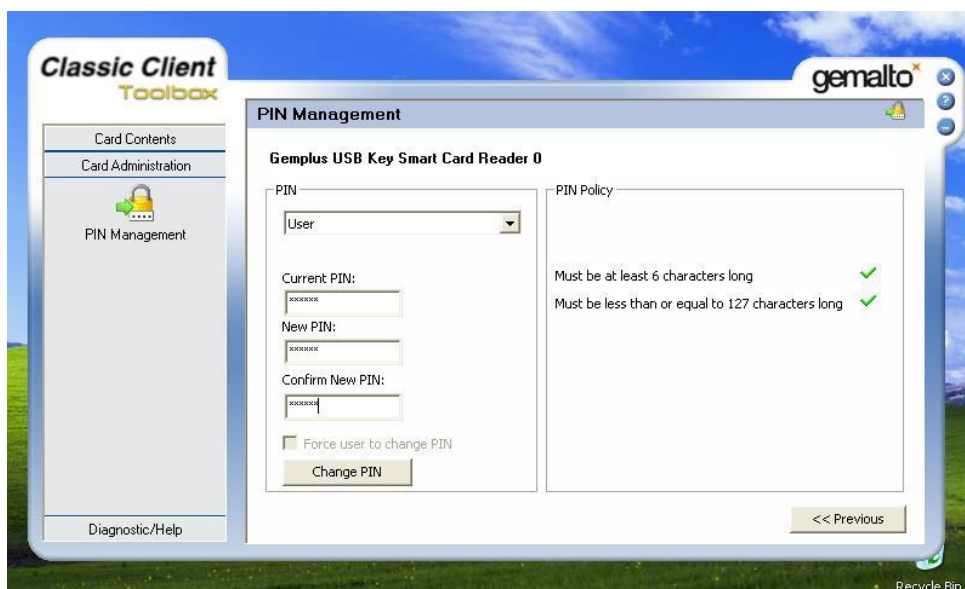 Classic Client
Toolbox
gemalto
PIN Management
Card Contents
Card Administration
PIN Management
Diagnostic/Help
Gemplus USB Key Smart Card Reader 0
PIN
User
Current PIN:
××××××
New PIN:
××××××
Confirm New PIN:
××××××
Force user to change PIN
Change PIN
PIN Policy
Must be at least 6 characters long
Must be less than or equal to 127 characters long
<< Previous
Recycle Bin